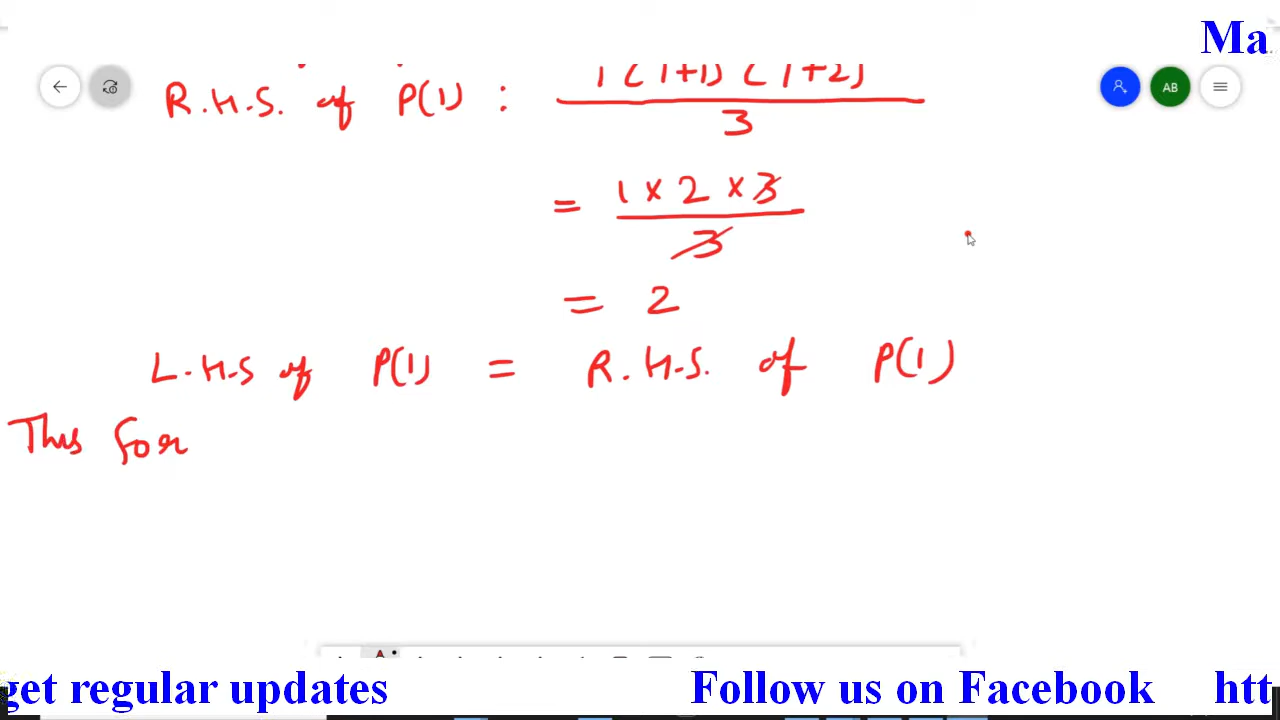 Ma
AB
R.H.S. of P(1) : 1(1+1)(1+2)
3
= 1 × 2 × 3
3
= 2
L.H.S of P(1) = R.H.S. of P(1)
Thus for
get regular updates Follow us on Facebook htt